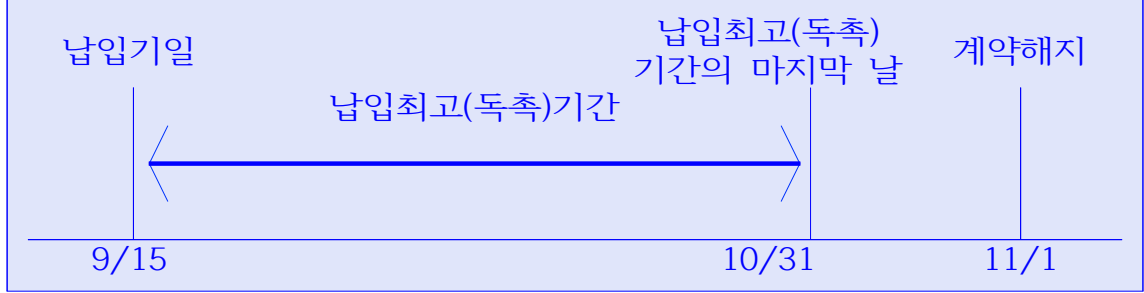 납입기일
납입최고(독촉)
기간의 마지막 날
계약해지
납입최고(독촉)기간
9/15
10/31
11/1